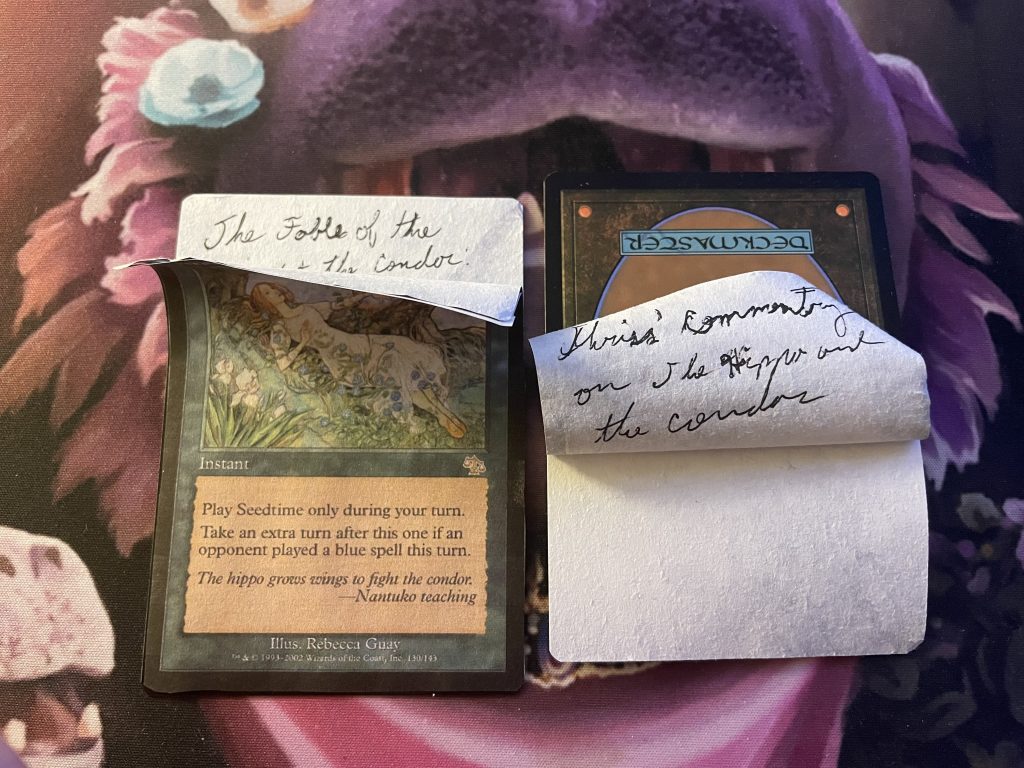 The Fable of the
the Condor!
Instant
Play Seedtime only during your turn.
Take an extra turn after this one if an
opponent played a blue spell this turn.
The hippo grows wings to fight the condor.
—Nantuko teaching
Illus. Rebecca Guay
™ & © 1993-2002 Wizards of the Coast, Inc. 130/143
DECKMASTER
Thriss' Commentary
on The Hippo and
the condor